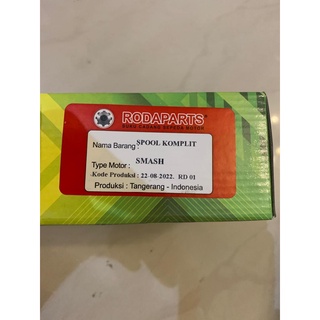 RODAPARTS
SUKU CADANG SEPEDA MOTOR
Nama Barang : SPOOL KOMPLIT
Type Motor : SMASH
Kode Produksi : 22-08-2022. RD 01
Produksi : Tangerang - Indonesia